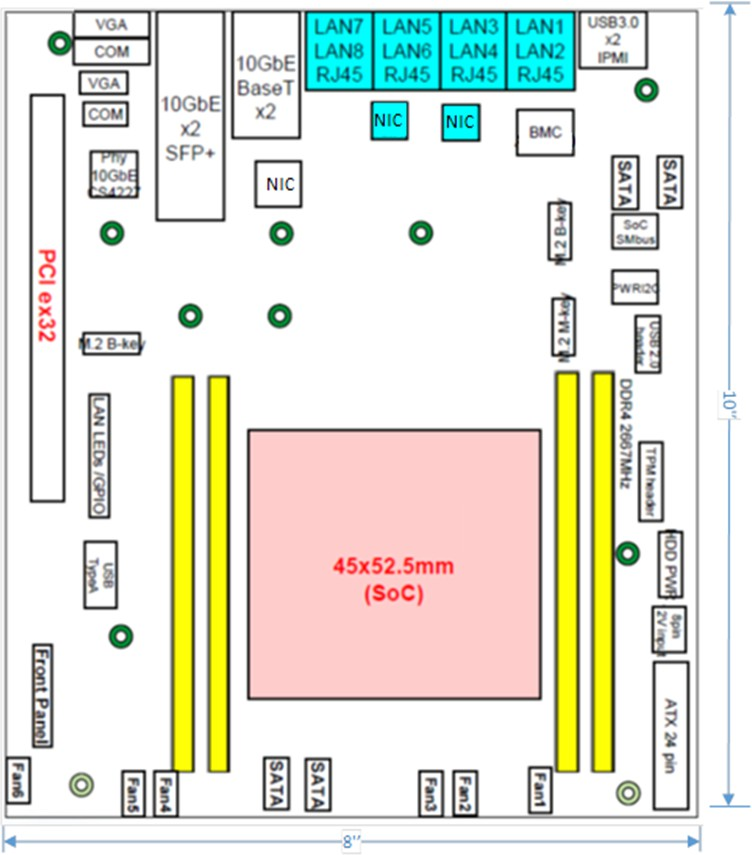 VGA
COM
VGA
COM
Phy
10GbE
CS4227
10GbE
x2
SFP+
10GbE
BaseT
x2
LAN7
LAN8
RJ45
LAN5
LAN6
RJ45
LAN3
LAN4
RJ45
LAN1
LAN2
RJ45
USB3.0
x2
IPMI
NIC
NIC
BMC
NIC
SATA
SATA
M.2 B-key
SoC
SMbus
PWRI2C
M.2 M-key
USB 2.0
header
PCI ex32
M.2 B-key
DDR4 2667MHz
LAN LEDs /GPIO
TPM header
45x52.5mm
(SoC)
USB
TypeA
HDD PWR
8pin
2V input
Front Panel
ATX 24 pin
Fan6
Fan5
Fan4
SATA
SATA
Fan3
Fan2
Fan1
10''
8''